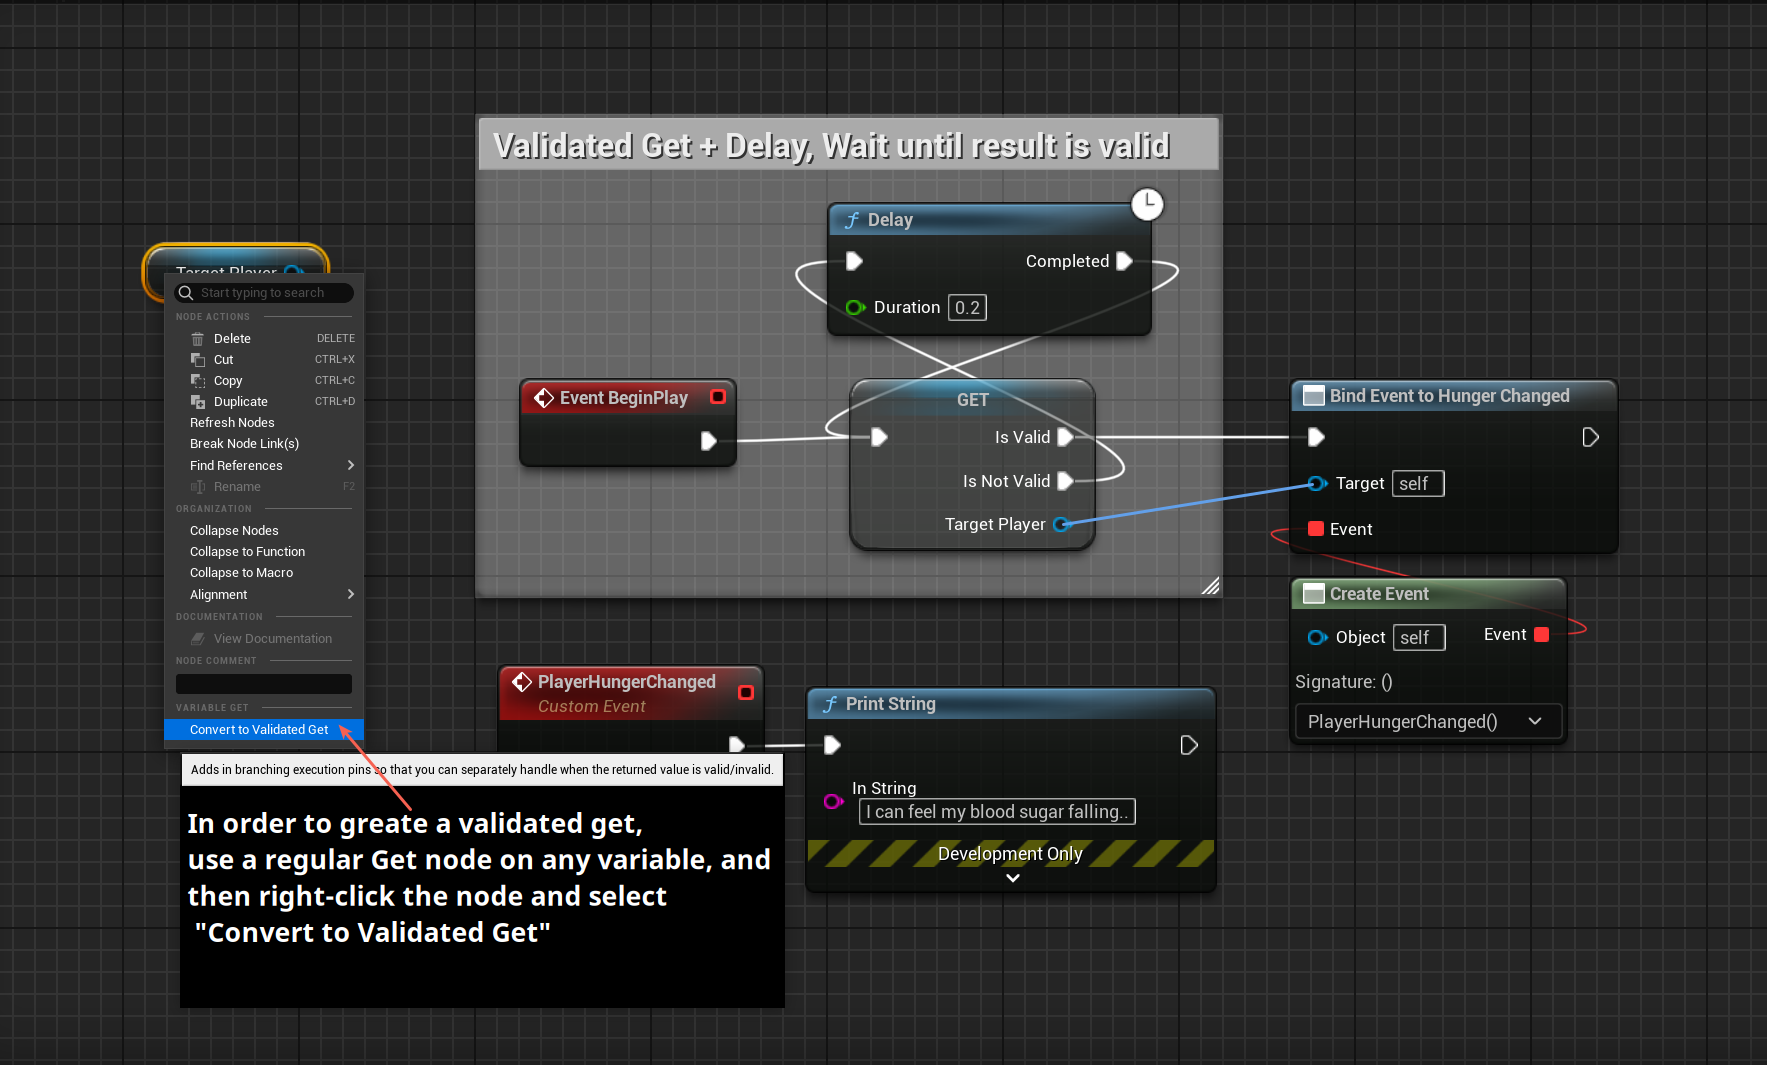 Validated Get + Delay, Wait until result is valid
Delay
Completed
Duration 0.2
Target Player
Start typing to search
NODE ACTIONS
Delete DELETE
Cut CTRL+X
Copy CTRL+C
Duplicate CTRL+D
Refresh Nodes
Break Node Link(s)
Find References
Rename F2
ORGANIZATION
Collapse Nodes
Collapse to Function
Collapse to Macro
Alignment
DOCUMENTATION
View Documentation
NODE COMMENT
VARIABLE GET
Convert to Validated Get
Adds in branching execution pins so that you can separately handle when the returned value is valid/invalid.
In order to greate a validated get,
use a regular Get node on any variable, and
then right-click the node and select
"Convert to Validated Get"
Event BeginPlay
GET
Is Valid
Is Not Valid
Target Player
Bind Event to Hunger Changed
Target self
Event
Create Event
Object self Event
Signature: ()
PlayerHungerChanged()
PlayerHungerChanged
Custom Event
f Print String
In String
I can feel my blood sugar falling..
Development Only